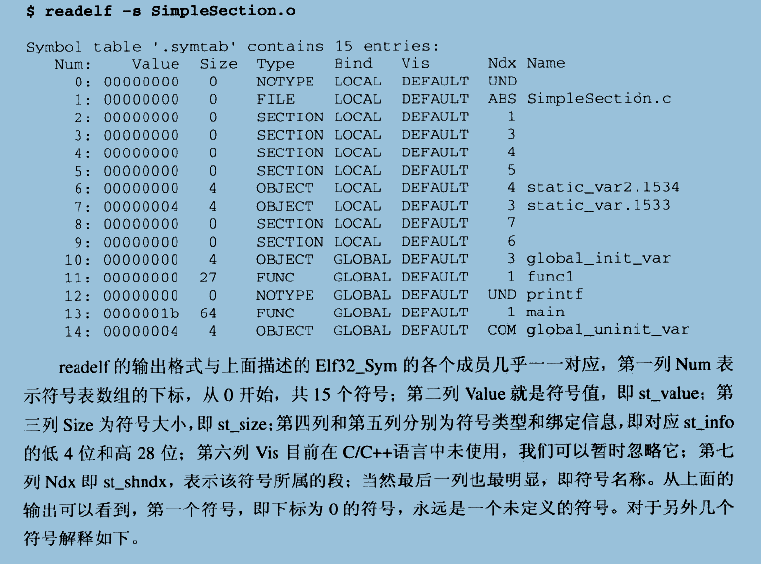 $ readelf -s SimpleSection.o
Symbol table '.symtab' contains 15 entries:
Num: Value Size Type Bind Vis Ndx Name
0: 00000000 0 NOTYPE LOCAL DEFAULT UND
1: 00000000 0 FILE LOCAL DEFAULT ABS SimpleSection.c
2: 00000000 0 SECTION LOCAL DEFAULT 1
3: 00000000 0 SECTION LOCAL DEFAULT 3
4: 00000000 0 SECTION LOCAL DEFAULT 4
5: 00000000 0 SECTION LOCAL DEFAULT 5
6: 00000000 4 OBJECT LOCAL DEFAULT 4 static_var2.1534
7: 00000004 4 OBJECT LOCAL DEFAULT 3 static_var.1533
8: 00000000 0 SECTION LOCAL DEFAULT 7
9: 00000000 0 SECTION LOCAL DEFAULT 6
10: 00000000 4 OBJECT GLOBAL DEFAULT 3 global_init_var
11: 00000000 27 FUNC GLOBAL DEFAULT 1 func1
12: 00000000 0 NOTYPE GLOBAL DEFAULT UND printf
13: 0000001b 64 FUNC GLOBAL DEFAULT 1 main
14: 00000004 4 OBJECT GLOBAL DEFAULT COM global_uninit_var
readelf 的输出格式与上面描述的 Elf32_Sym 的各个成员几乎一一对应，第一列 Num 表
示符号表数组的下标，从 0 开始，共 15 个符号；第二列 Value 就是符号值，即 st_value；第
三列 Size 为符号大小，即 st_size；第四列和第五列分别为符号类型和绑定信息，即对应 st_info
的低 4 位和高 28 位；第六列 Vis 目前在 C/C++语言中未使用，我们可以暂时忽略它；第七
列 Ndx 即 st_shndx，表示该符号所属的段；当然最后一列也最明显，即符号名称。从上面的
输出可以看到，第一个符号，即下标为 0 的符号，永远是一个未定义的符号。对于另外几个
符号解释如下。